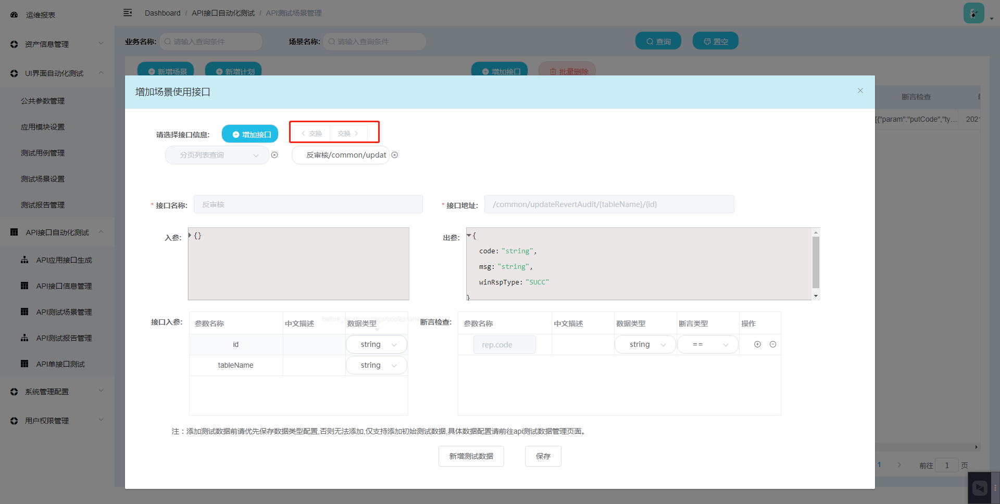 运维报表
资产信息管理
UI界面自动化测试
公共参数管理
应用模块设置
测试用例管理
测试场景设置
测试报告管理
API接口自动化测试
API应用接口生成
API接口信息管理
API测试场景管理
API测试报告管理
API单接口测试
系统管理配置
用户权限管理
Dashboard / API接口自动化测试 / API测试场景管理
业务名称: 请输入查询条件 场景名称: 请输入查询条件 查询 置空
新增场景 新增计划 增加接口 批量删除
断言检查
[{"param":"putCode","ty... 2021
增加场景使用接口
请选择接口信息: 增加接口 交换 交换
分页列表查询 反审核/common/updat
* 接口名称: 反审核 * 接口地址: /common/updateRevertAudit/{tableName}/{id}
入参: {}
出参: {
code: "string",
msg: "string",
winRspType: "SUCC"
}
接口入参: 参数名称 中文描述 数据类型
id string
tableName string
断言检查: 参数名称 中文描述 数据类型 断言类型 操作
rep.code string ==
注：添加测试数据前请优先保存数据类型配置,否则无法添加,仅支持添加初始测试数据,具体数据配置请前往api测试数据管理页面。
新增测试数据 保存
1 前往 1 页